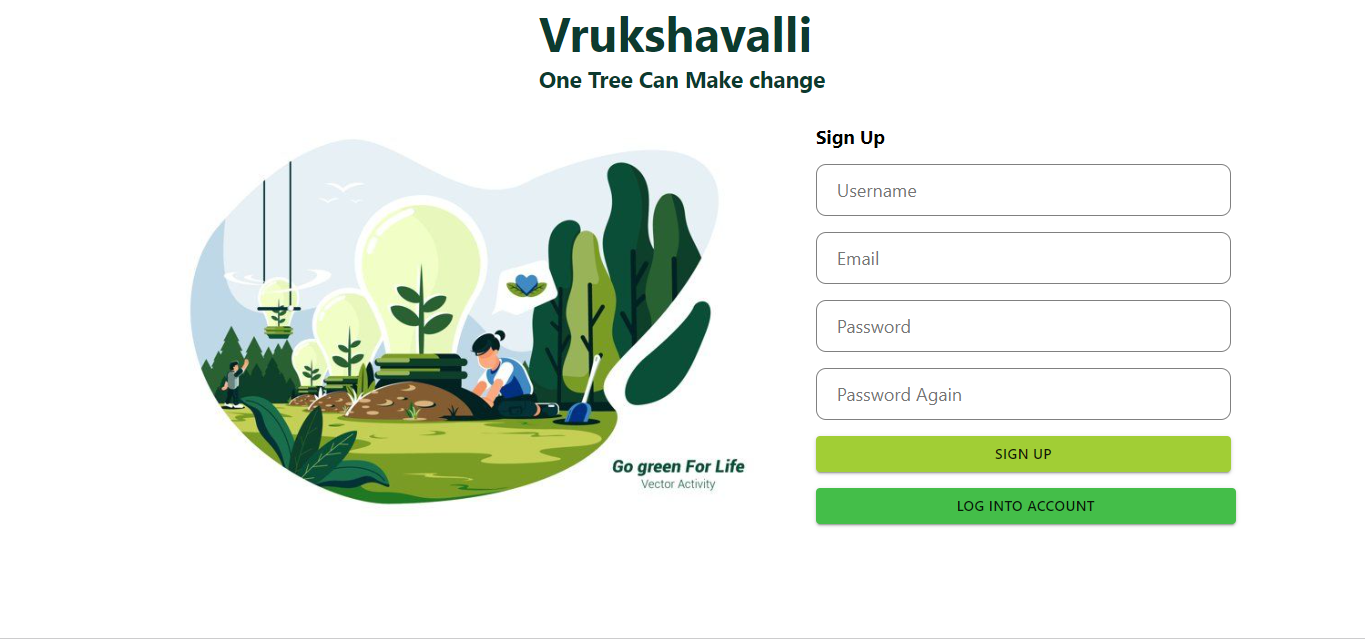 Vrukshavalli
One Tree Can Make change
Sign Up
Username
Email
Password
Password Again
SIGN UP
LOG INTO ACCOUNT
Go green For Life
Vector Activity